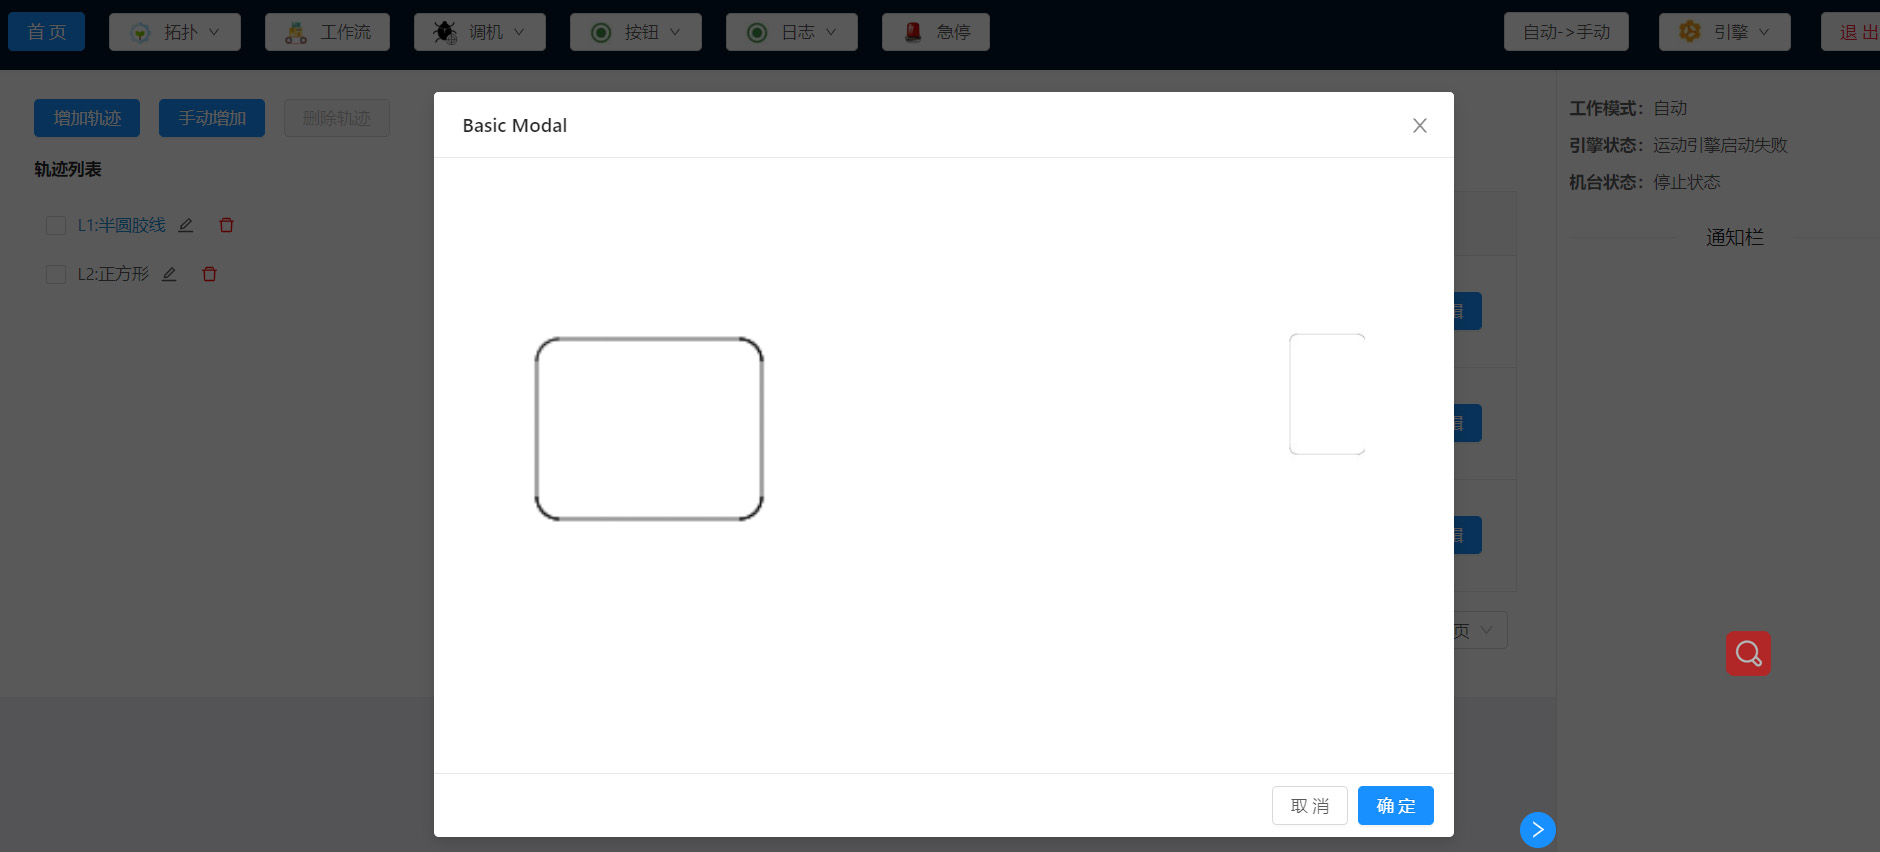 首 页
拓扑
工作流
调机
按钮
日志
急停
自动->手动
引擎
退 出
增加轨迹
手动增加
删除轨迹
轨迹列表
L1:半圆胶线
L2:正方形
Basic Modal
页
取 消
确 定
工作模式：自动
引擎状态：运动引擎启动失败
机台状态：停止状态
通知栏